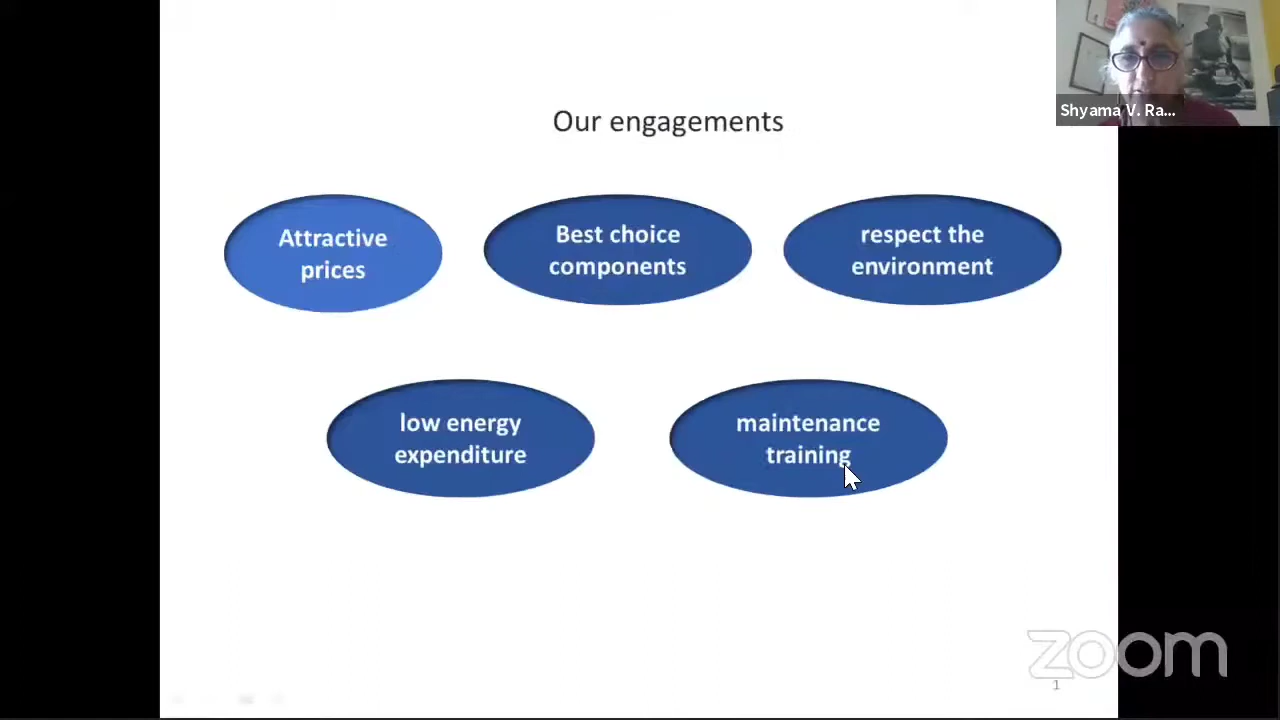 Shyama V. Ra...
Our engagements
Attractive
prices
Best choice
components
respect the
environment
low energy
expenditure
maintenance
training
zoom
1